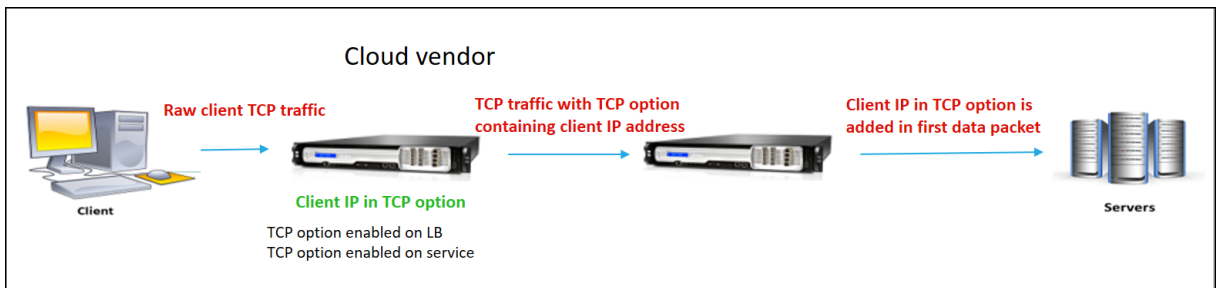 Cloud vendor
Raw client TCP traffic
TCP traffic with TCP option
containing client IP address
Client IP in TCP option is
added in first data packet
Client
Client IP in TCP option
TCP option enabled on LB
TCP option enabled on service
Servers